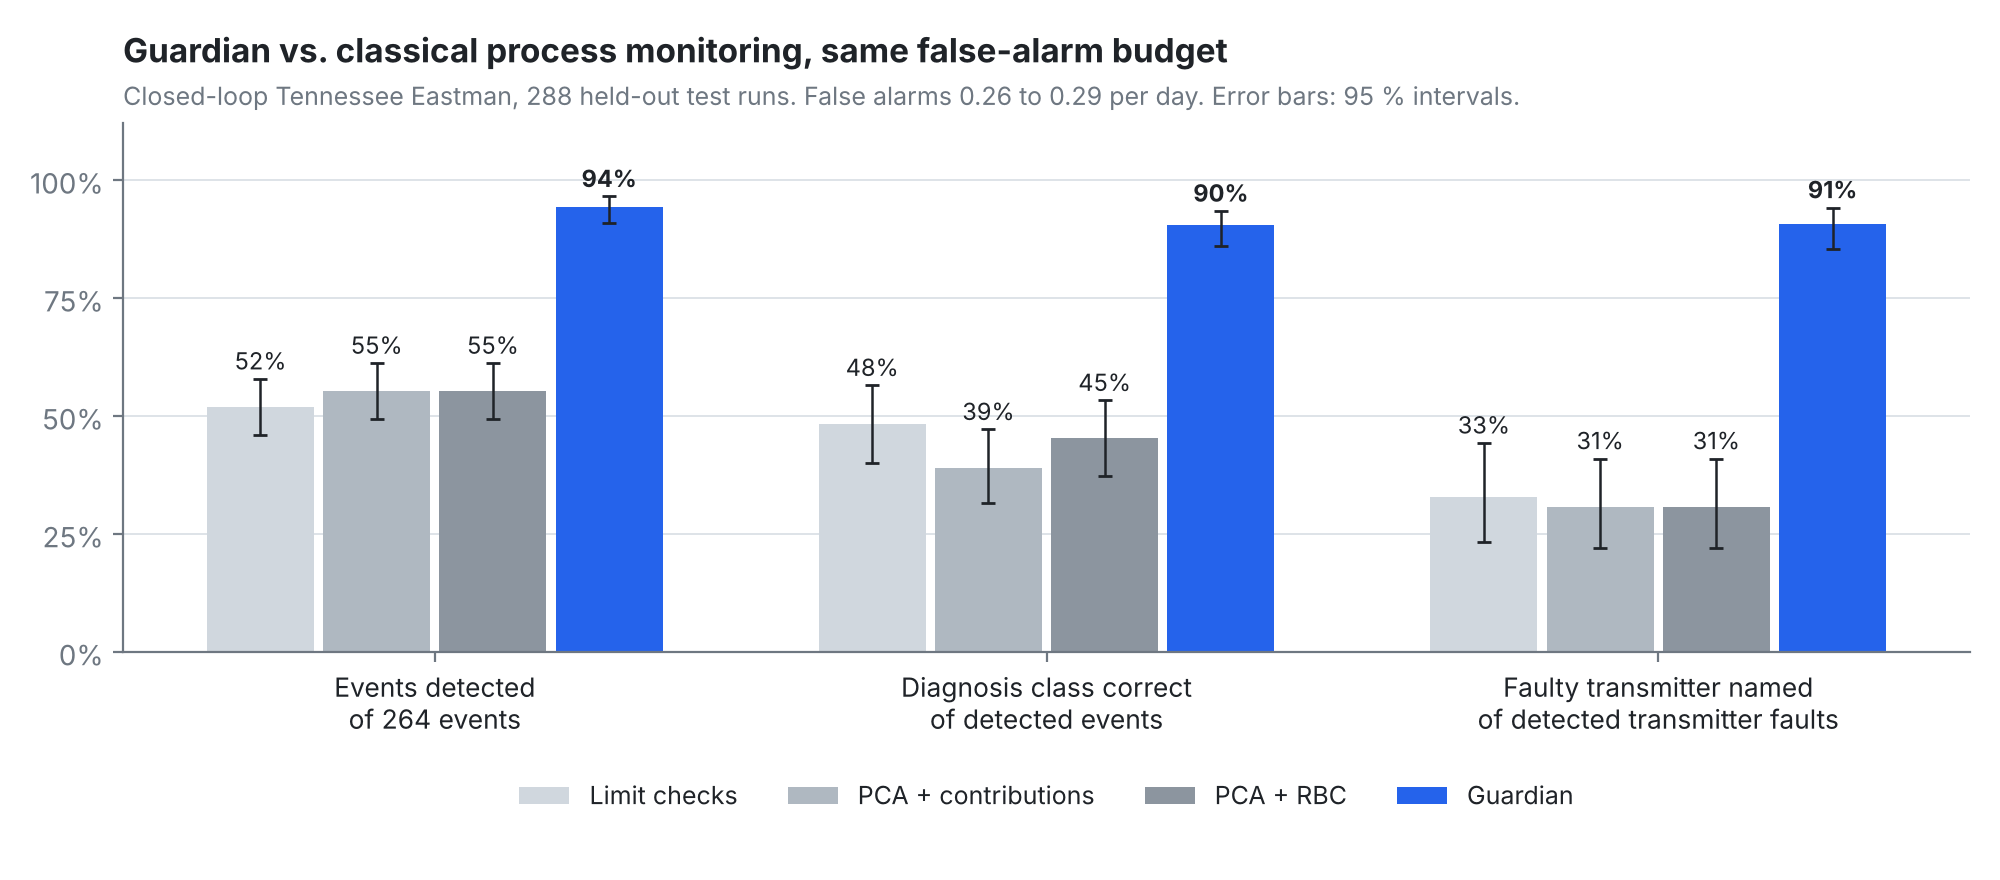 Guardian vs. classical process monitoring, same false-alarm budget
Closed-loop Tennessee Eastman, 288 held-out test runs. False alarms 0.26 to 0.29 per day. Error bars: 95 % intervals.
100%
75%
50%
25%
0%
52%
55%
55%
94%
48%
39%
45%
90%
33%
31%
31%
91%
Events detected
of 264 events
Diagnosis class correct
of detected events
Faulty transmitter named
of detected transmitter faults
Limit checks
PCA + contributions
PCA + RBC
Guardian